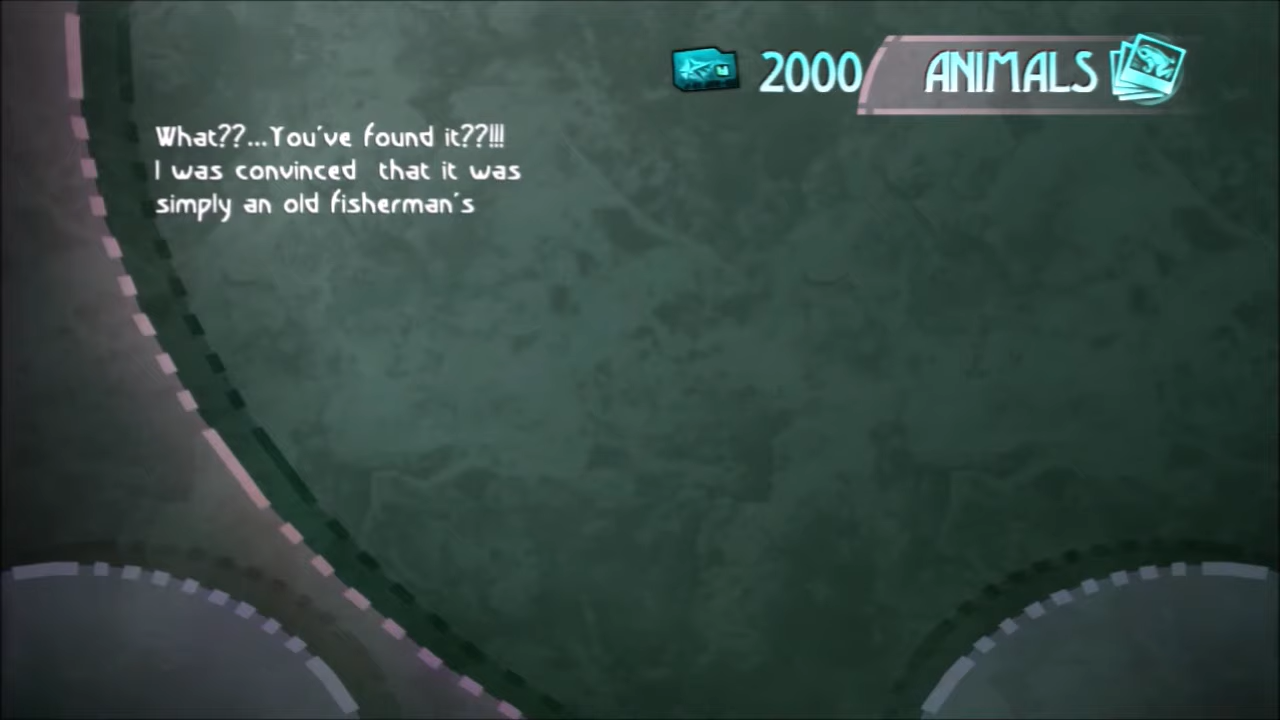 2000 ANIMALS
What??...You've found it??!!!
I was convinced  that it was
simply an old fisherman's